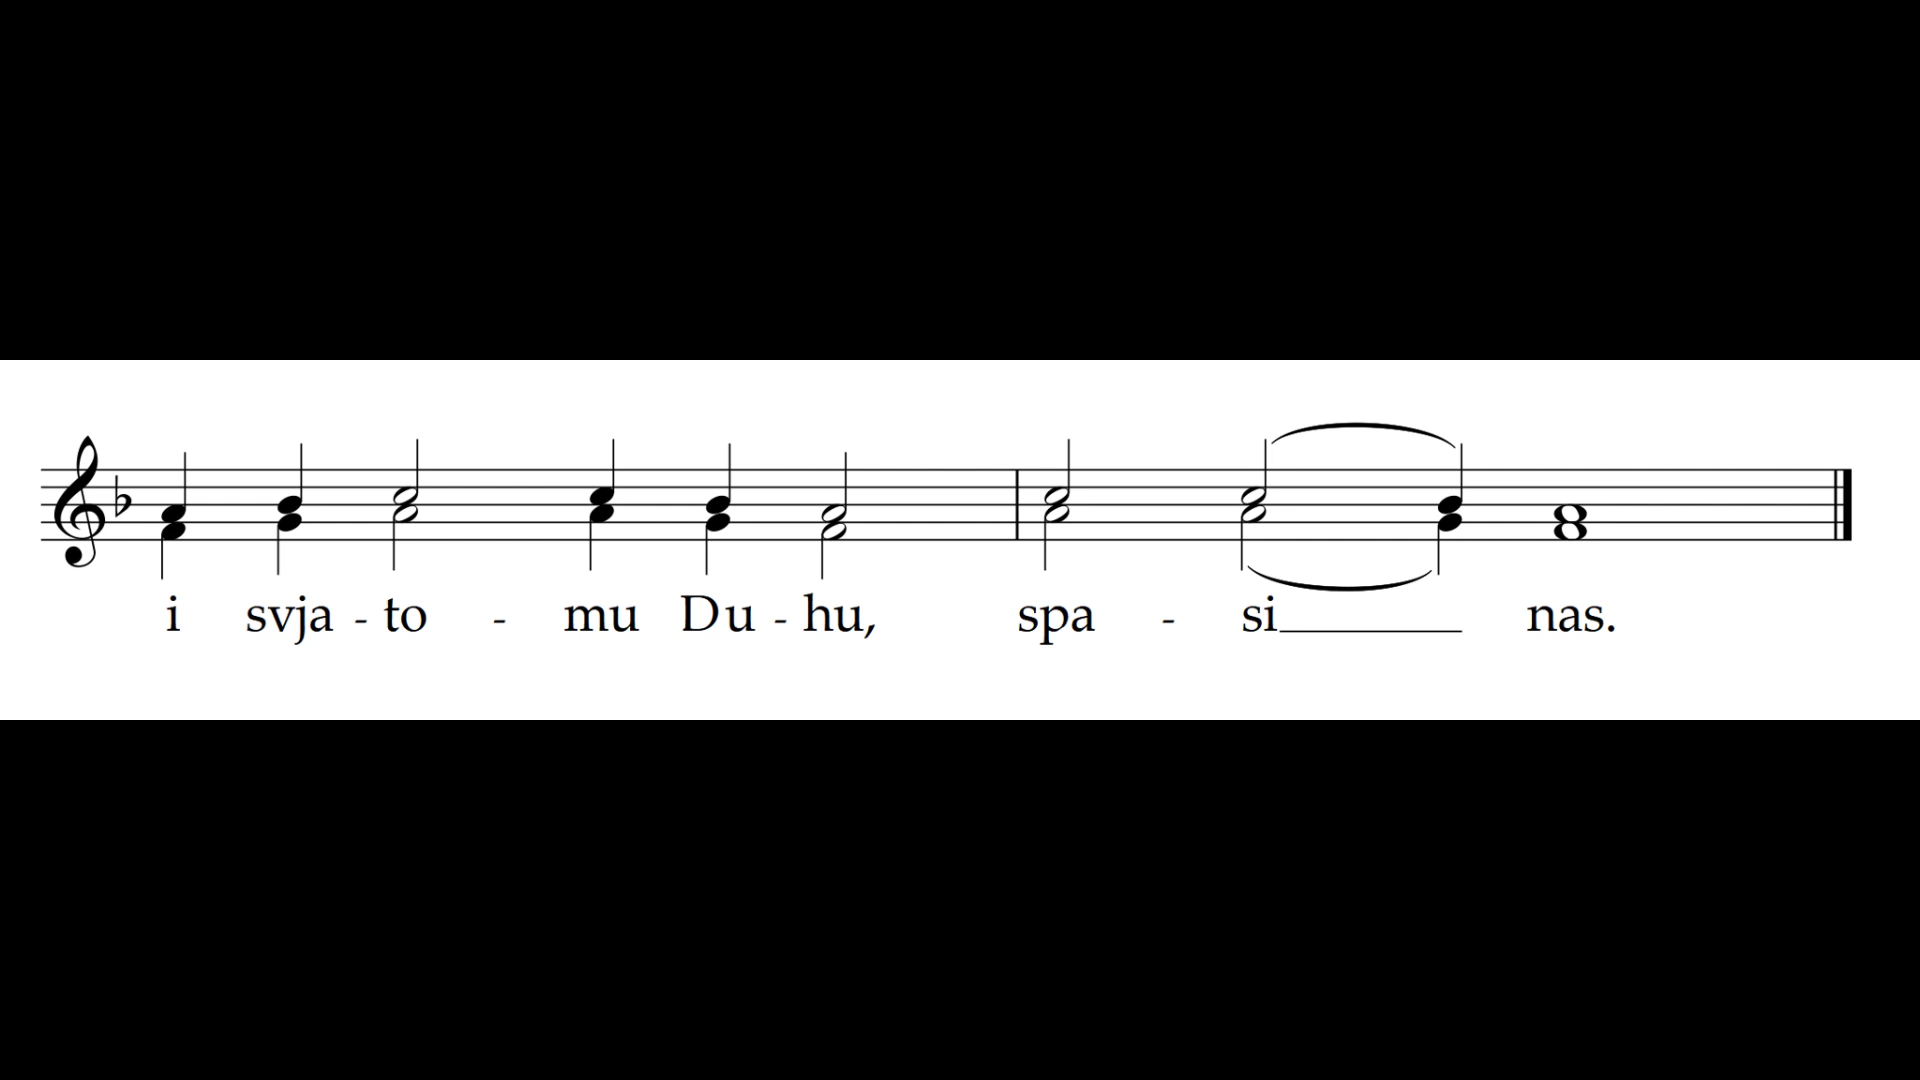 i svja - to - mu Du - hu, spa - si nas.